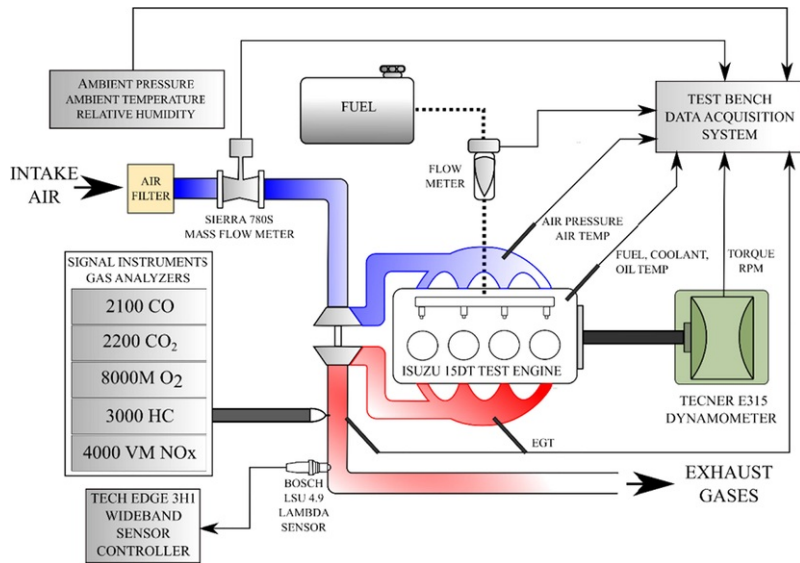 AMBIENT PRESSURE
AMBIENT TEMPERATURE
RELATIVE HUMIDITY
FUEL
TEST BENCH
DATA ACQUISITION
SYSTEM
INTAKE
AIR
AIR
FILTER
SIERRA 780S
MASS FLOW METER
FLOW
METER
AIR PRESSURE
AIR TEMP
FUEL, COOLANT,
OIL TEMP
TORQUE
RPM
SIGNAL INSTRUMENTS
GAS ANALYZERS
2100 CO
2200 CO₂
8000M O₂
3000 HC
4000 VM NOx
ISUZU 15DT TEST ENGINE
TECNER E315
DYNAMOMETER
EGT
EXHAUST
GASES
BOSCH
LSU 4.9
LAMBDA
SENSOR
TECH EDGE 3H1
WIDEBAND
SENSOR
CONTROLLER